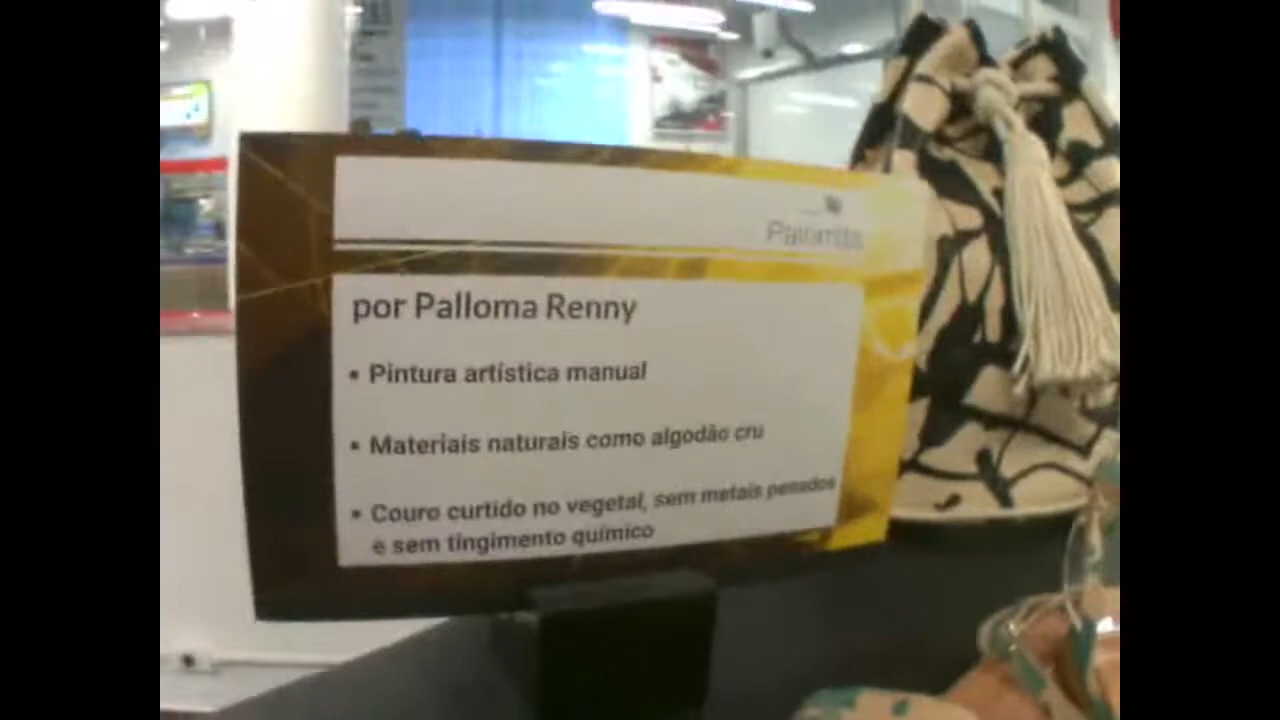 Palomita
por Palloma Renny
• Pintura artística manual
• Materiais naturais como algodão cru
• Couro curtido no vegetal, sem metais pesados
e sem tingimento químico